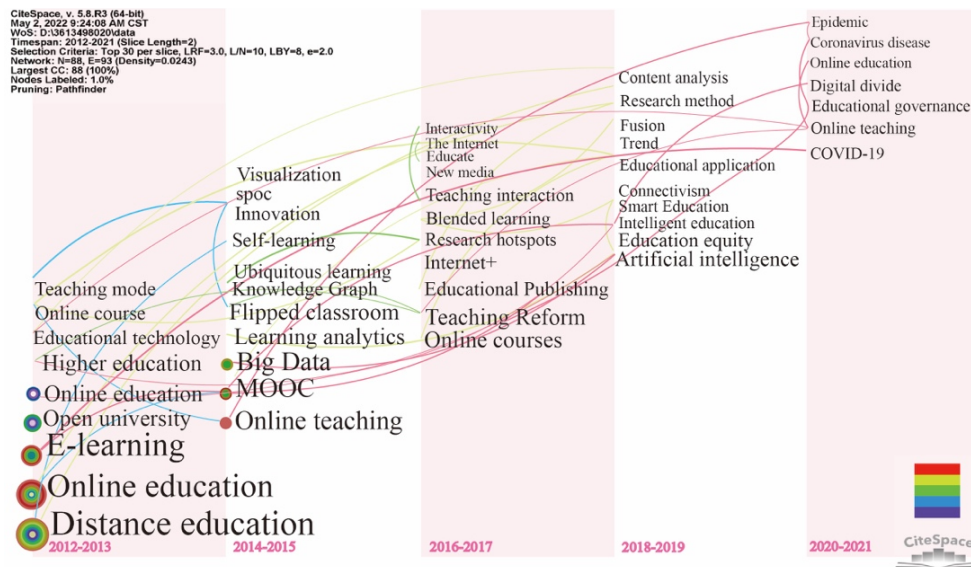 CiteSpace, v. 5.8.R3 (64-bit)
May 2, 2022 9:24:08 AM CST
WoS: D:\3613498020\data
Timespan: 2012-2021 (Slice Length=2)
Selection Criteria: Top 30 per slice, LRF=3.0, L/N=10, LBY=8, e=2.0
Network: N=88, E=93 (Density=0.0243)
Largest CC: 88 (100%)
Nodes Labeled: 1.0%
Pruning: Pathfinder
Teaching mode
Online course
Educational technology
Higher education
Online education
Open university
E-learning
Online education
Distance education
2012-2013
Visualization
spoc
Innovation
Self-learning
Ubiquitous learning
Knowledge Graph
Flipped classroom
Learning analytics
Big Data
MOOC
Online teaching
2014-2015
Interactivity
The Internet
Educate
New media
Teaching interaction
Blended learning
Research hotspots
Internet+
Educational Publishing
Teaching Reform
Online courses
2016-2017
Content analysis
Research method
Fusion
Trend
Educational application
Connectivism
Smart Education
Intelligent education
Education equity
Artificial intelligence
2018-2019
Epidemic
Coronavirus disease
Online education
Digital divide
Educational governance
Online teaching
COVID-19
2020-2021
CiteSpace